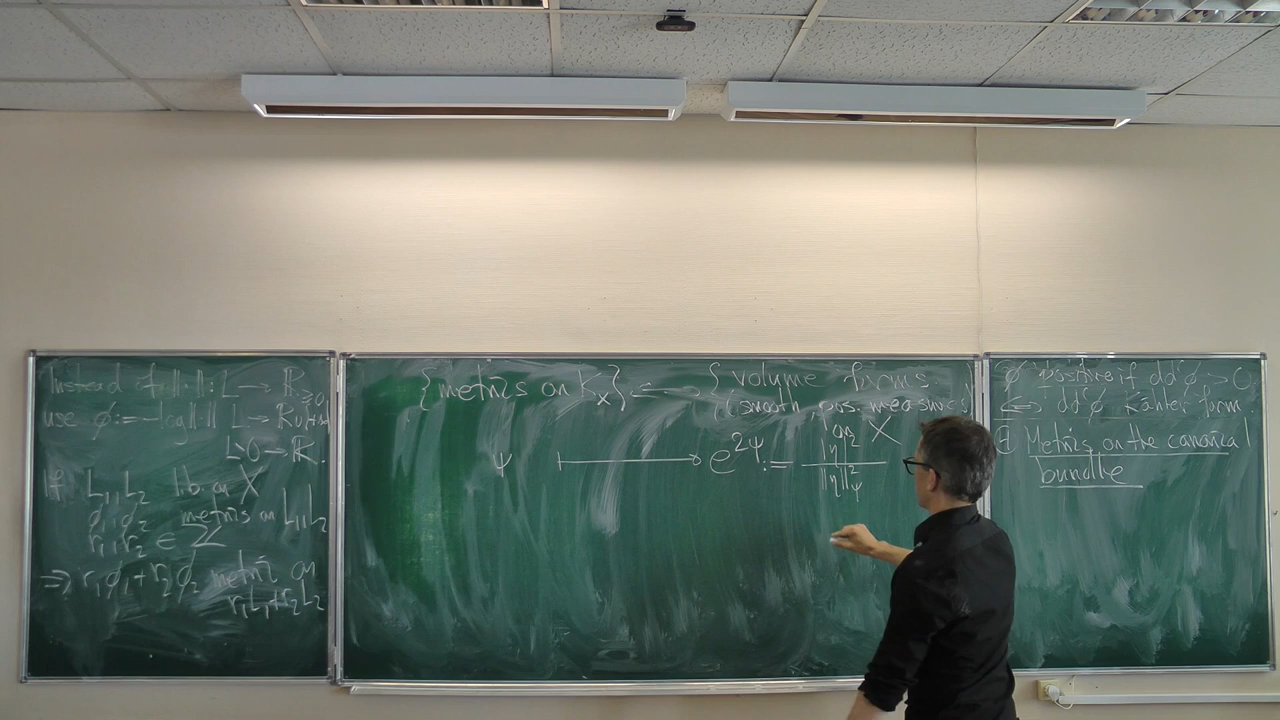 Instead of ||·||: L → ℝ≥0
use φ := -log|| || L → ℝ∪{+∞}
L\0 → ℝ.
If L₁, L₂ lb on X
φ₁, φ₂ metrics on L₁, L₂
r₁, r₂ ∈ ℤ
⇒ r₁φ₁ + r₂φ₂ metric on
r₁L₁ + r₂L₂
{metrics on K_X} ↔ { volume forms
(smooth pos. measures)
on X
ψ ⟼ e^{2ψ} := |η|² / ||η||²_ψ
φ positive if dd^cφ > 0
⇔ dd^cφ Kähler form.
Metrics on the canonical
bundle